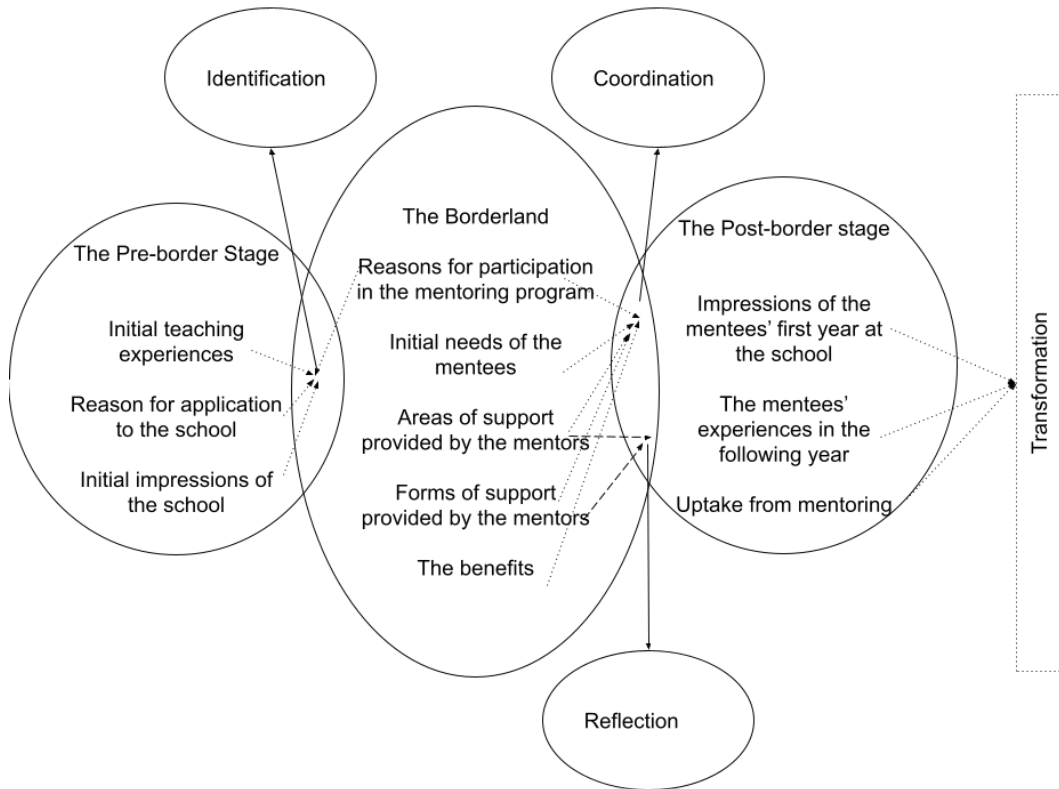 Identification
Coordination
The Pre-border Stage
Initial teaching
experiences
Reason for application
to the school
Initial impressions of
the school
The Borderland
Reasons for participation
in the mentoring program
Initial needs of the
mentees
Areas of support
provided by the mentors
Forms of support
provided by the mentors
The benefits
The Post-border stage
Impressions of the
mentees’ first year at
the school
The mentees’
experiences in the
following year
Uptake from mentoring
Transformation
Reflection